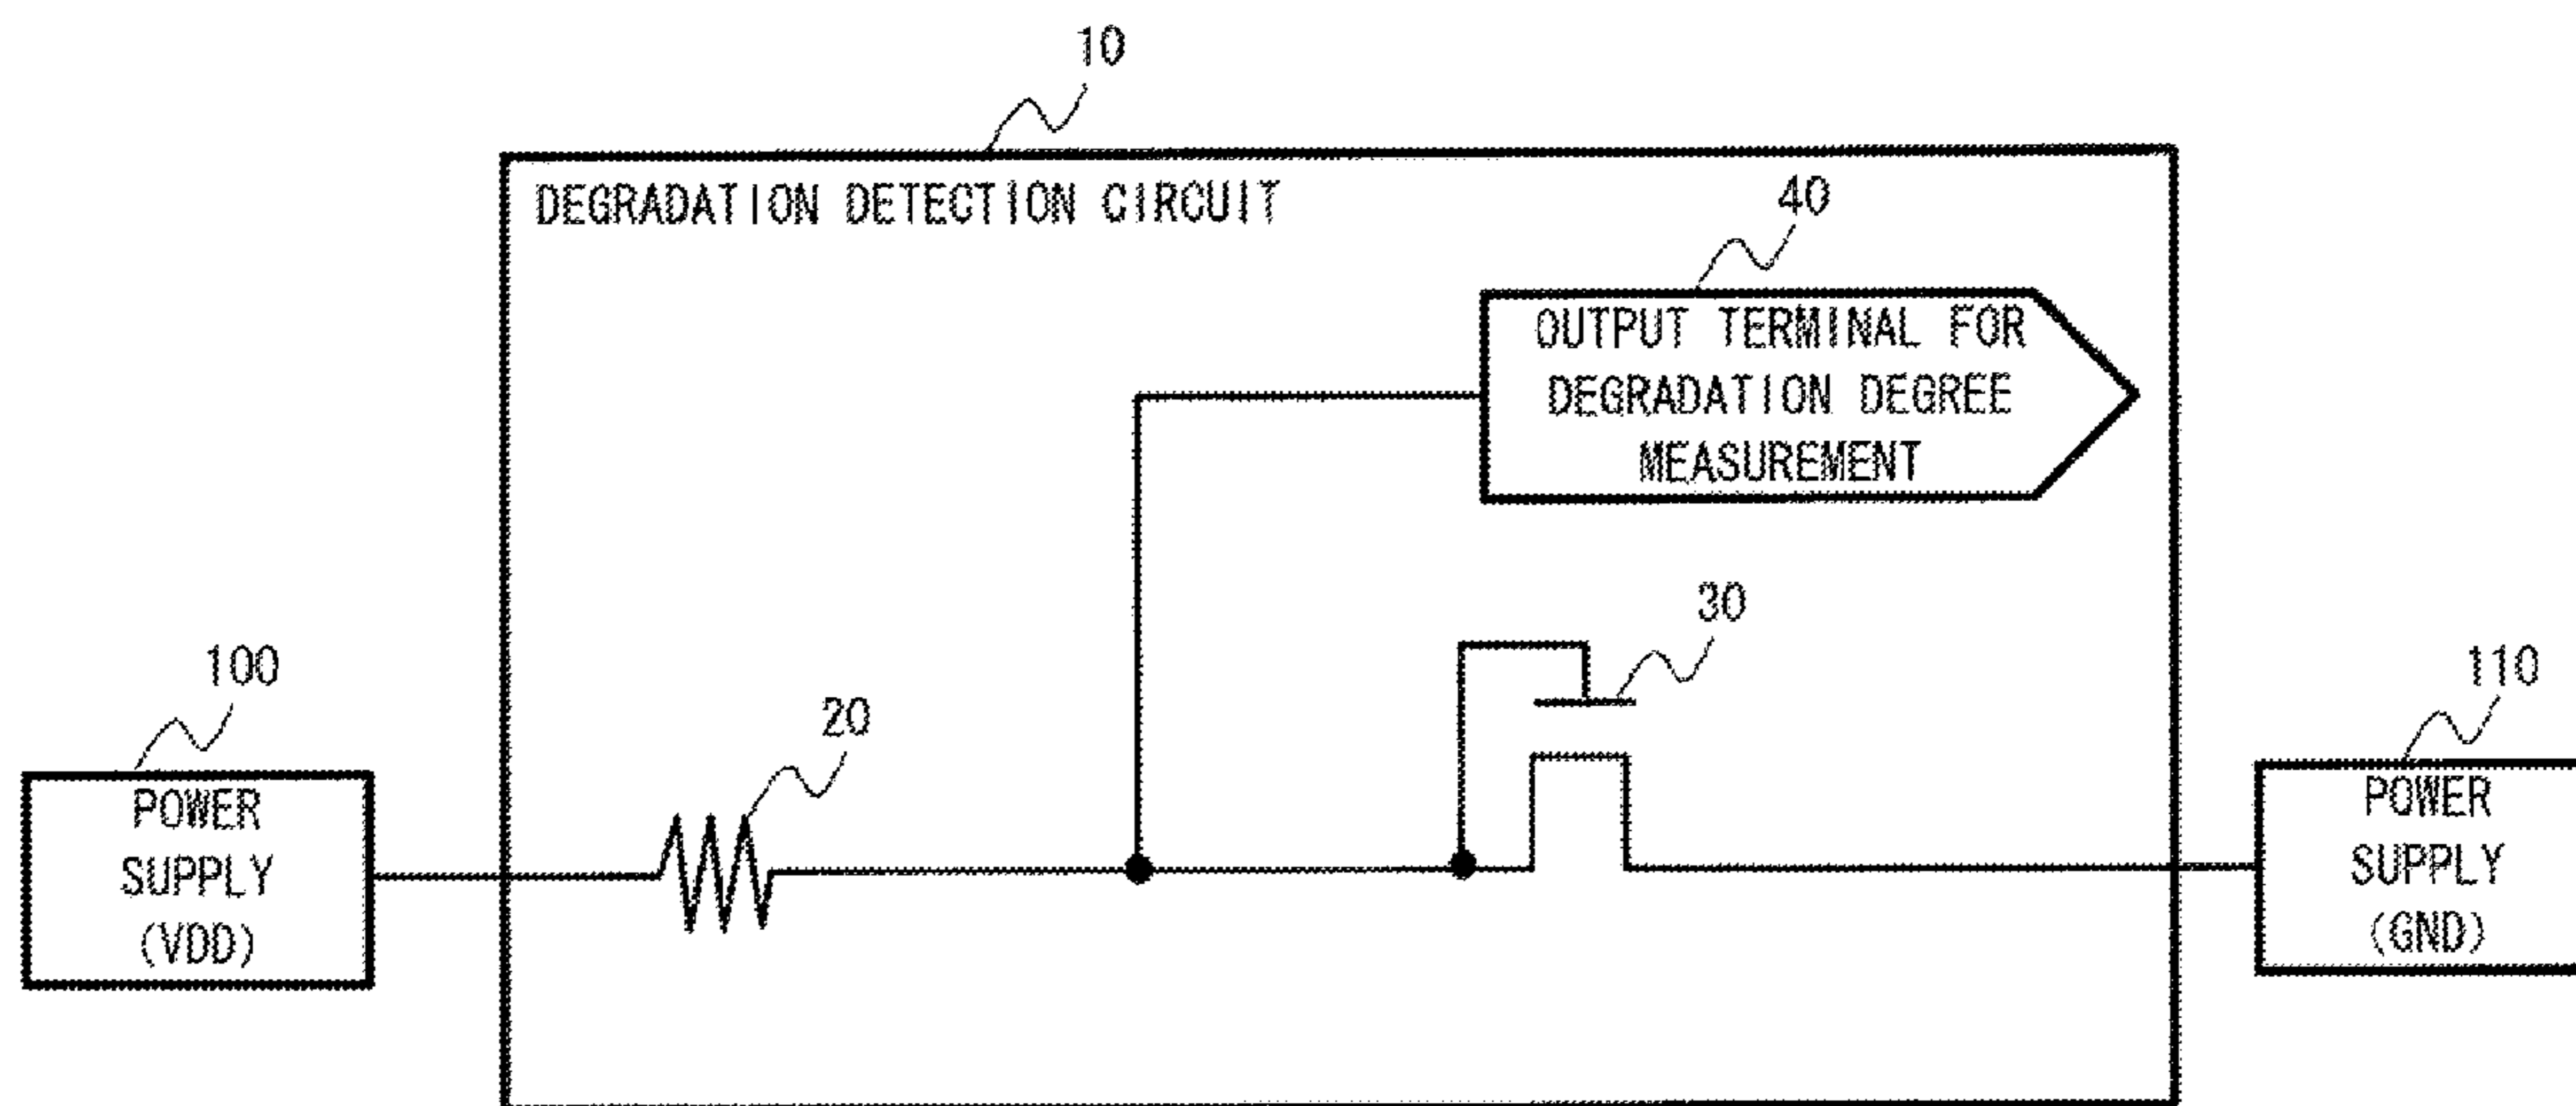 10
DEGRADATION DETECTION CIRCUIT
40
OUTPUT TERMINAL FOR
DEGRADATION DEGREE
MEASUREMENT
30
100
20
110
POWER
SUPPLY
(VDD)
POWER
SUPPLY
(GND)